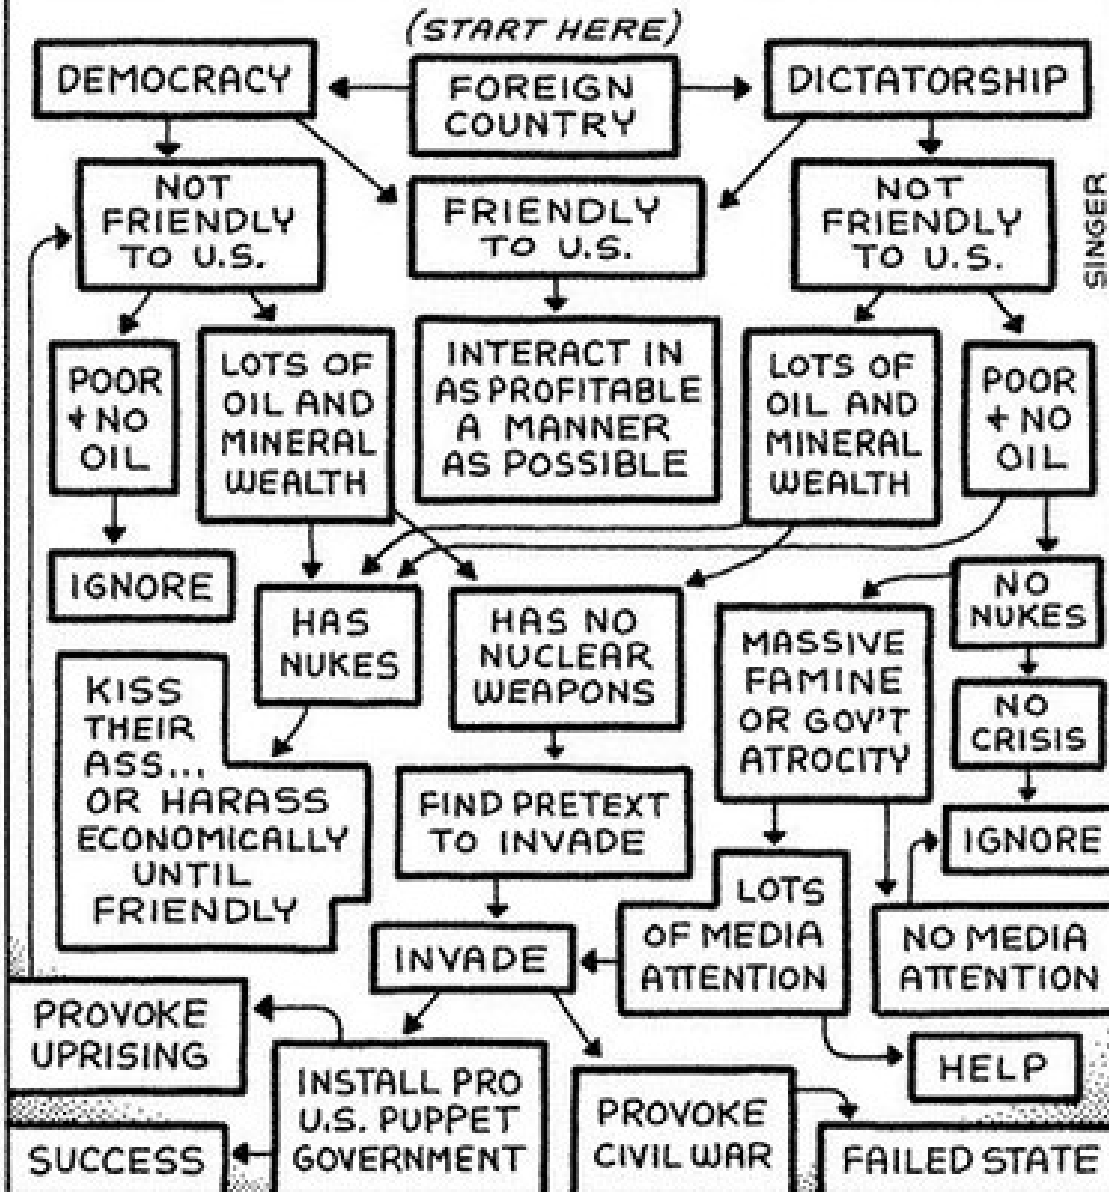 (START HERE)
DEMOCRACY
FOREIGN
COUNTRY
DICTATORSHIP
NOT
FRIENDLY
TO U.S.
FRIENDLY
TO U.S.
NOT
FRIENDLY
TO U.S.
SINGER
POOR
+ NO
OIL
LOTS OF
OIL AND
MINERAL
WEALTH
INTERACT IN
AS PROFITABLE
A MANNER
AS POSSIBLE
LOTS OF
OIL AND
MINERAL
WEALTH
POOR
+ NO
OIL
IGNORE
HAS
NUKES
HAS NO
NUCLEAR
WEAPONS
MASSIVE
FAMINE
OR GOV'T
ATROCITY
NO
NUKES
NO
CRISIS
KISS
THEIR
ASS...
OR HARASS
ECONOMICALLY
UNTIL
FRIENDLY
FIND PRETEXT
TO INVADE
IGNORE
LOTS
OF MEDIA
ATTENTION
NO MEDIA
ATTENTION
INVADE
PROVOKE
UPRISING
INSTALL PRO
U.S. PUPPET
GOVERNMENT
PROVOKE
CIVIL WAR
HELP
SUCCESS
FAILED STATE